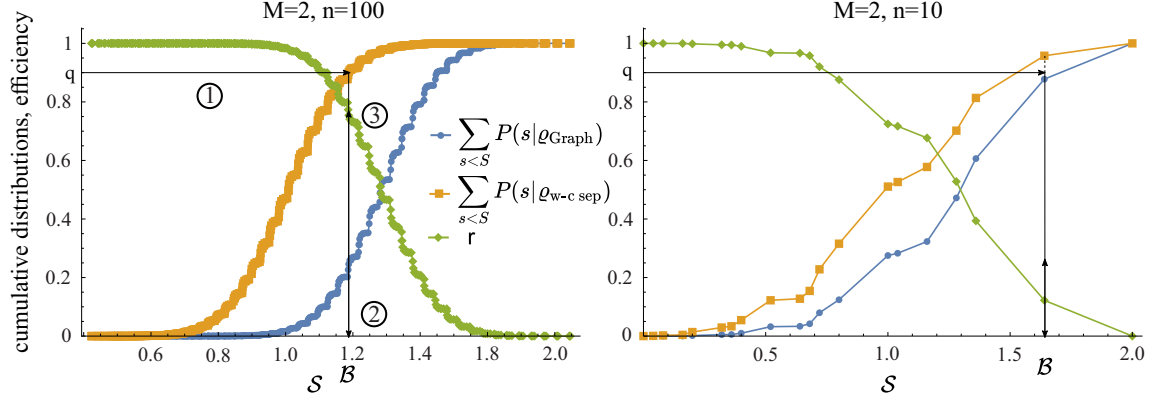 M=2, n=100
M=2, n=10
cumulative distributions, efficiency
1
q
0.8
0.6
0.4
0.2
0
0.6
0.8
1.0
1.2
1.4
1.6
1.8
2.0
S
B
1
2
3
∑ s<S P(s|ϱGraph)
∑ s<S P(s|ϱw-c sep)
r
1
q
0.8
0.6
0.4
0.2
0
0.5
1.0
1.5
2.0
S
B